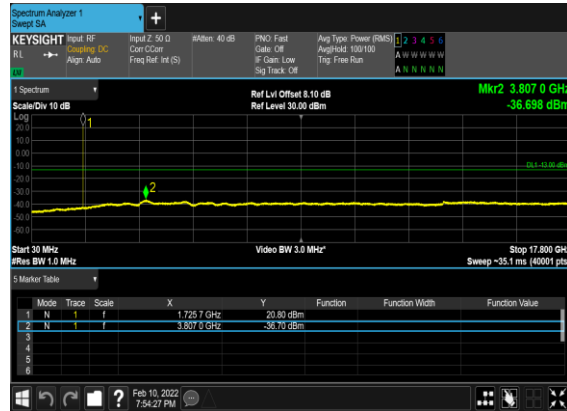 Spectrum Analyzer 1
Swept SA
KEYSIGHT Input: RF Input Z: 50 Ω #Atten: 40 dB PNO: Fast Avg Type: Power (RMS) 1 2 3 4 5 6
RL Coupling: DC Corr CCorr Gate: Off Avg|Hold: 100/100 A W W W W W
Align: Auto Freq Ref: Int (S) IF Gain: Low Trig: Free Run
Sig Track: Off A N N N N N
1 Spectrum Ref Lvl Offset 8.10 dB Mkr2 3.807 0 GHz
Scale/Div 10 dB Ref Level 30.00 dBm -36.698 dBm
Log
20.0 1
10.0
0.00
-10.0 DL1 -13.00 dBm
-20.0
-30.0 2
-40.0
-50.0
-60.0
Start 30 MHz Video BW 3.0 MHz* Stop 17.800 GHz
#Res BW 1.0 MHz Sweep ~35.1 ms (40001 pts)
5 Marker Table
Mode Trace Scale X Y Function Function Width Function Value
1 N 1 f 1.725 7 GHz 20.80 dBm
2 N 1 f 3.807 0 GHz -36.70 dBm
3
4
5
6
? Feb 10, 2022
7:54:27 PM